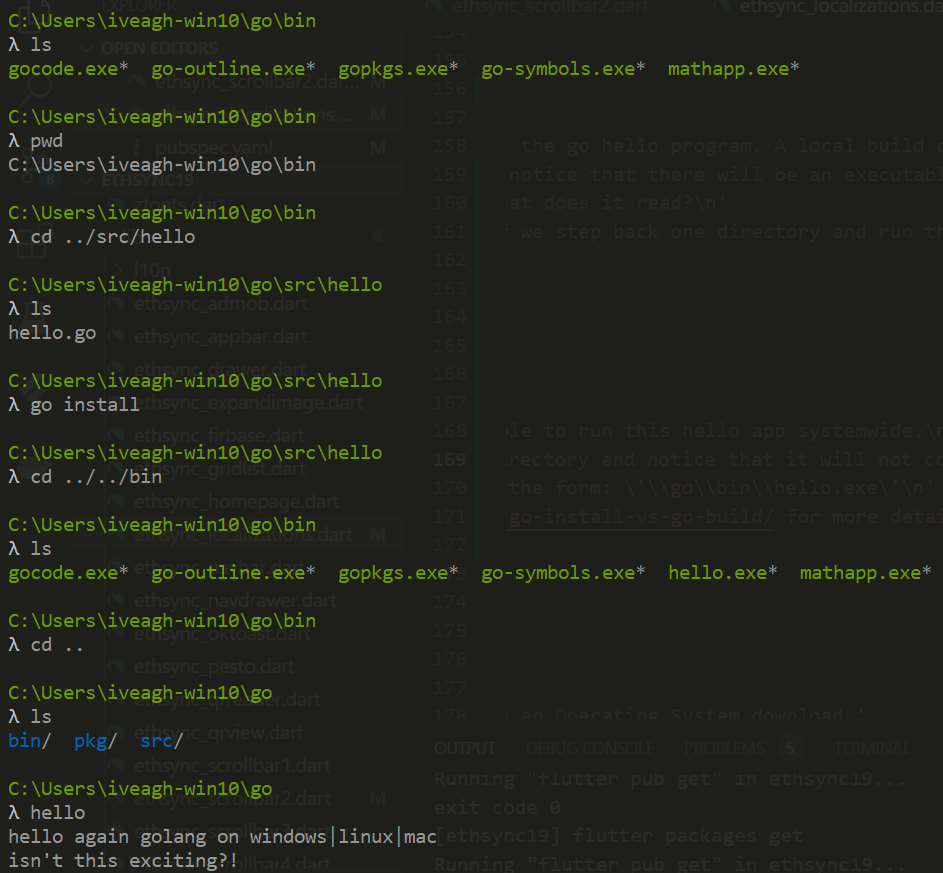 C:\Users\iveagh-win10\go\bin
λ ls
gocode.exe* go-outline.exe* gopkgs.exe* go-symbols.exe* mathapp.exe*
C:\Users\iveagh-win10\go\bin
λ pwd
C:\Users\iveagh-win10\go\bin
C:\Users\iveagh-win10\go\bin
λ cd ../src/hello
C:\Users\iveagh-win10\go\src\hello
λ ls
hello.go
C:\Users\iveagh-win10\go\src\hello
λ go install
C:\Users\iveagh-win10\go\src\hello
λ cd ../../bin
C:\Users\iveagh-win10\go\bin
λ ls
gocode.exe* go-outline.exe* gopkgs.exe* go-symbols.exe* hello.exe* mathapp.exe*
C:\Users\iveagh-win10\go\bin
λ cd ..
C:\Users\iveagh-win10\go
λ ls
bin/ pkg/ src/
C:\Users\iveagh-win10\go
λ hello
hello again golang on windows|linux|mac
isn't this exciting?!
EXPLORER
OPEN EDITORS
ethsync_scrollbar2.dar... M
M
pubspec.yaml M
ETHSYNC19
8
l10n
ethsync_admob.dart
ethsync_appbar.dart
ethsync_drawer.dart
ethsync_expandimage.dart
ethsync_firbase.dart
ethsync_gridlist.dart
ethsync_homepage.dart
ethsync_localizations.dart M
ethsync_navdrawer.dart
ethsync_oktoast.dart
ethsync_pesto.dart
ethsync_qrreader.dart
ethsync_qrview.dart
ethsync_scrollbar1.dart
ethsync_scrollbar2.dart M
ethsync_scrollbar4.dart
ethsync_scrollbar2.dart ethsync_localizations.da
154
156
157
158 the go hello program. A local build
159 notice that there will be an executabl
160 at does it read?\n'
161 we step back one directory and run th
162
163
164
165
166
167
168 le to run this hello app systemwide.\n
169 rectory and notice that it will not co
170 the form: \'\\go\\bin\\hello.exe\'\n'
171 go-install-vs-go-build/ for more detai
172
174
175
176
177
178 an Operating System download.'
OUTPUT DEBUG CONSOLE PROBLEMS 5 TERMINAL
Running "flutter pub get" in ethsync19...
exit code 0
[ethsync19] flutter packages get
Running "flutter pub get" in ethsync19...